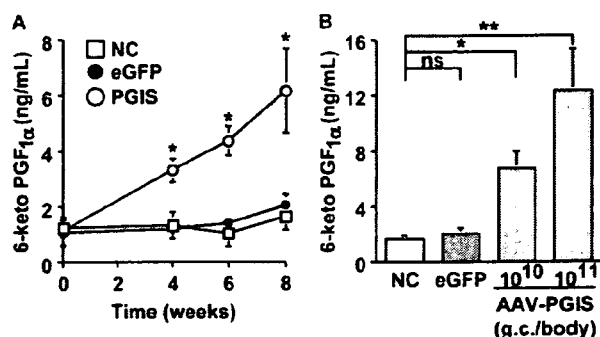 A
6-keto PGF1α (ng/mL)
8
6
4
2
0
NC
eGFP
PGIS
*
*
*
0
4
6
8
Time (weeks)
B
6-keto PGF1α (ng/mL)
16
12
8
4
0
**
*
ns
NC
eGFP
10^10
10^11
AAV-PGIS
(g.c./body)